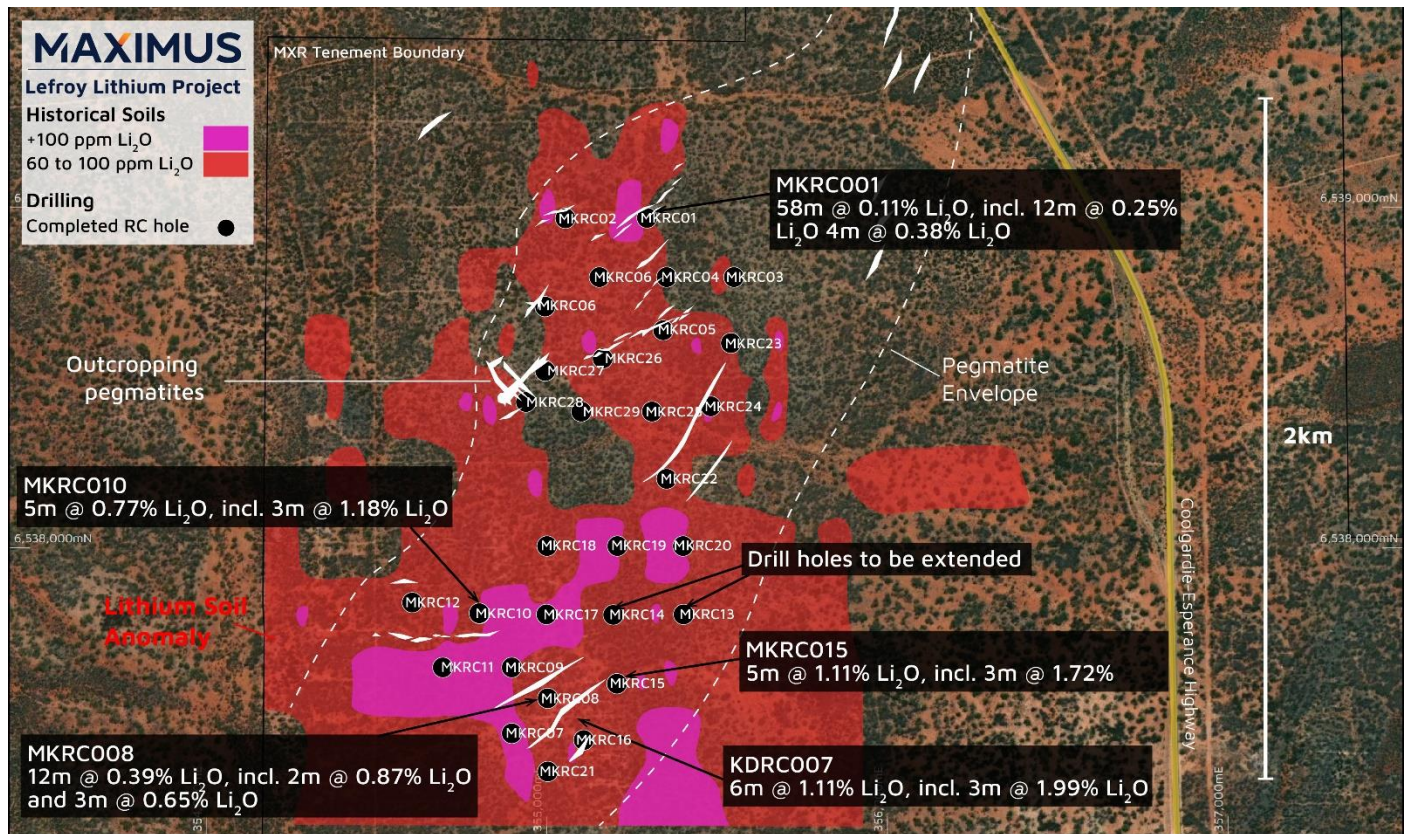 MAXIMUS
Lefroy Lithium Project
Historical Soils
+100 ppm Li₂O
60 to 100 ppm Li₂O
Drilling
Completed RC hole
MXR Tenement Boundary
6,539,000mN
MKRC001
58m @ 0.11% Li₂O, incl. 12m @ 0.25%
Li₂O 4m @ 0.38% Li₂O
6,539,000mN
MKRC02
MKRC01
MKRC06
MKRC04
MKRC03
MKRC06
MKRC05
MKRC23
MKRC26
MKRC27
Outcropping
pegmatites
Pegmatite
Envelope
MKRC28
MKRC29
MKRC25
MKRC24
2km
MKRC22
MKRC010
5m @ 0.77% Li₂O, incl. 3m @ 1.18% Li₂O
6,538,000mN
MKRC18
MKRC19
MKRC20
6,538,000mN
Drill holes to be extended
Coolgardie Esperance Highway
Lithium Soil
Anomaly
MKRC12
MKRC10
MKRC17
MKRC14
MKRC13
MKRC11
MKRC09
MKRC15
MKRC015
5m @ 1.11% Li₂O, incl. 3m @ 1.72%
MKRC08
MKRC07
MKRC16
MKRC21
MKRC008
12m @ 0.39% Li₂O, incl. 2m @ 0.87% Li₂O
and 3m @ 0.65% Li₂O
KDRC007
6m @ 1.11% Li₂O, incl. 3m @ 1.99% Li₂O
355,000mE
357,000mE